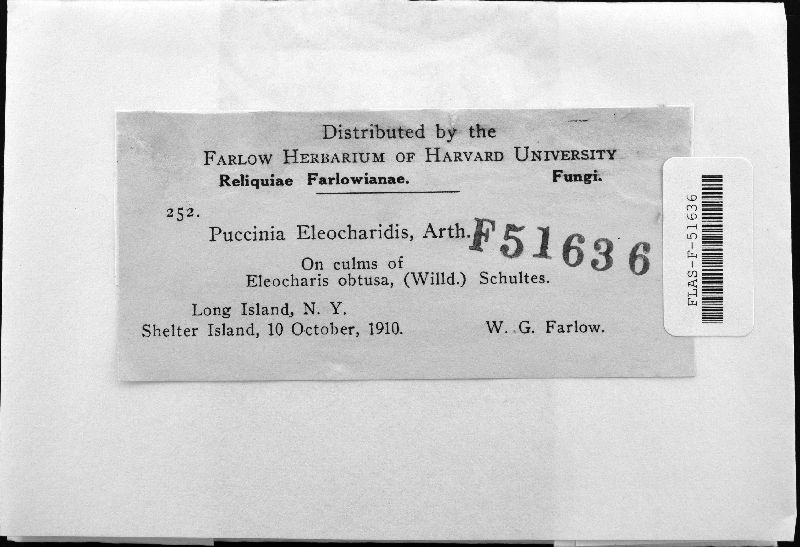 Distributed by the
FARLOW HERBARIUM OF HARVARD UNIVERSITY
Reliquiae Farlowianae. Fungi.
252.
Puccinia Eleocharidis, Arth.
F51636
On culms of
Eleocharis obtusa, (Willd.) Schultes.
Long Island, N. Y.
Shelter Island, 10 October, 1910. W. G. Farlow.
FLAS-F-51636